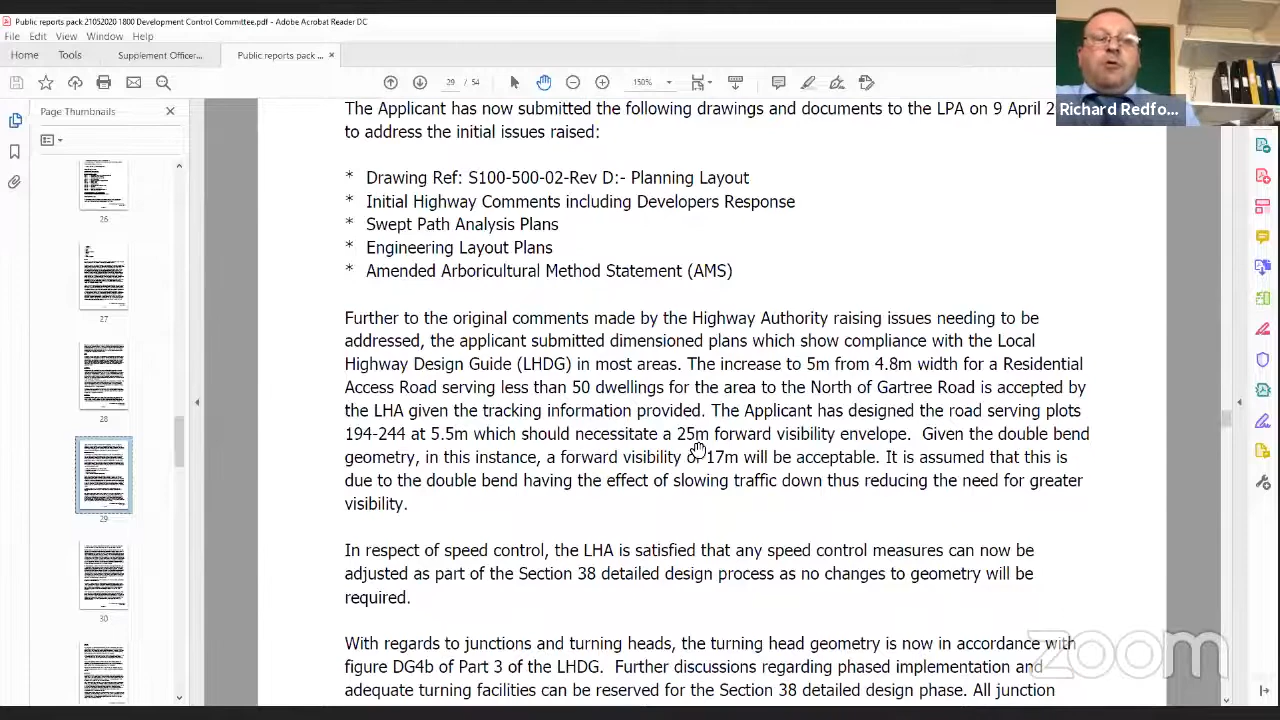 Public reports pack 21052020 1800 Development Control Committee.pdf - Adobe Acrobat Reader DC
File Edit View Window Help
Home Tools Supplement Officer... Public reports pack ... ×
29 / 54 150%
Richard Redfo...
Page Thumbnails
26
27
28
29
30
The Applicant has now submitted the following drawings and documents to the LPA on 9 April
to address the initial issues raised:
* Drawing Ref: S100-500-02-Rev D:- Planning Layout
* Initial Highway Comments including Developers Response
* Swept Path Analysis Plans
* Engineering Layout Plans
* Amended Arboricultural Method Statement (AMS)
Further to the original comments made by the Highway Authority raising issues needing to be
addressed, the applicant submitted dimensioned plans which show compliance with the Local
Highway Design Guide (LHDG) in most areas. The increase to 5m from 4.8m width for a Residential
Access Road serving less than 50 dwellings for the area to the North of Gartree Road is accepted by
the LHA given the tracking information provided. The Applicant has designed the road serving plots
194-244 at 5.5m which should necessitate a 25m forward visibility envelope. Given the double bend
geometry, in this instance a forward visibility 17m will be acceptable. It is assumed that this is
due to the double bend having the effect of slowing traffic down thus reducing the need for greater
visibility.
In respect of speed control, the LHA is satisfied that any speed control measures can now be
adjusted as part of the Section 38 detailed design process as no changes to geometry will be
required.
With regards to junctions and turning heads, the turning head geometry is now in accordance with
figure DG4b of Part 3 of the LHDG. Further discussions regarding phased implementation and
adequate turning facilities can be reserved for the Section 38 detailed design phase. All junction
zoom